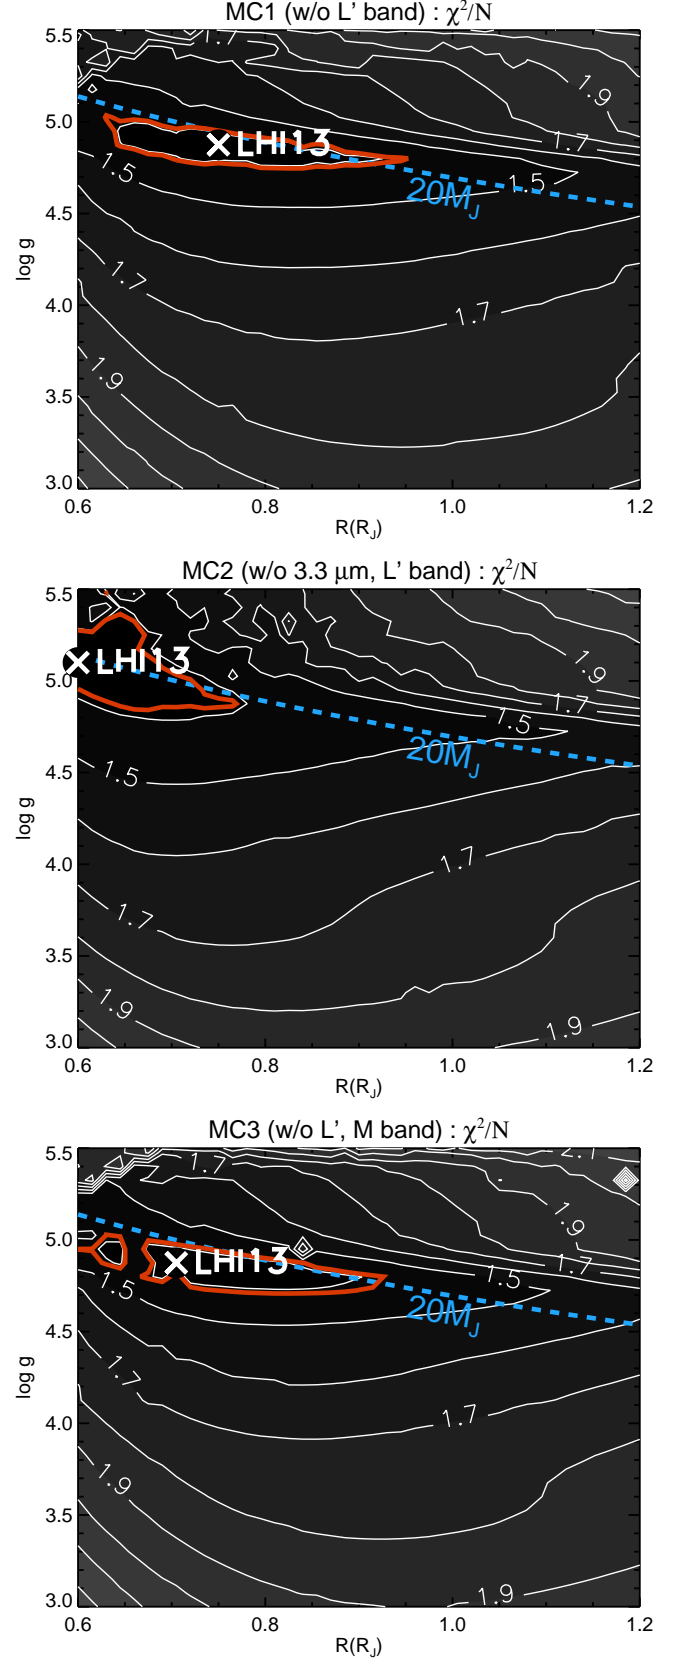 MC1 (w/o L' band) : χ²/N
5.5
1.7
1.9
5.0
LHI13
1.7
1.5
1.5
20M_J
4.5
log g
1.7
4.0
1.7
1.9
3.5
3.0
0.6 0.8 1.0 1.2
R(R_J)
MC2 (w/o 3.3 μm, L' band) : χ²/N
5.5
1.9
LHI13
5.0
1.7
1.5
20M_J
1.5
4.5
log g
4.0
1.7
1.7
3.5
1.9
1.9
3.0
0.6 0.8 1.0 1.2
R(R_J)
MC3 (w/o L', M band) : χ²/N
5.5
1.7
2.1
1.9
5.0
LHI13
1.7
1.5
1.5
20M_J
4.5
log g
1.7
1.7
4.0
1.9
3.5
1.9
3.0
0.6 0.8 1.0 1.2
R(R_J)